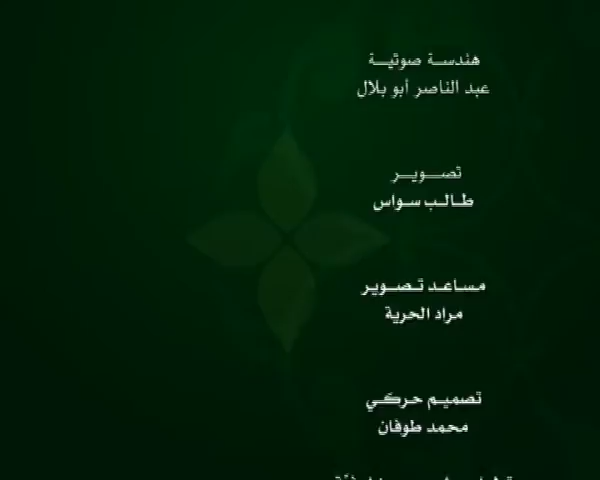 هندسة صوتية
عبد الناصر أبو بلال
تصوير
طالب سواس
مساعد تصوير
مراد الحرية
تصميم حركي
محمد طوفان